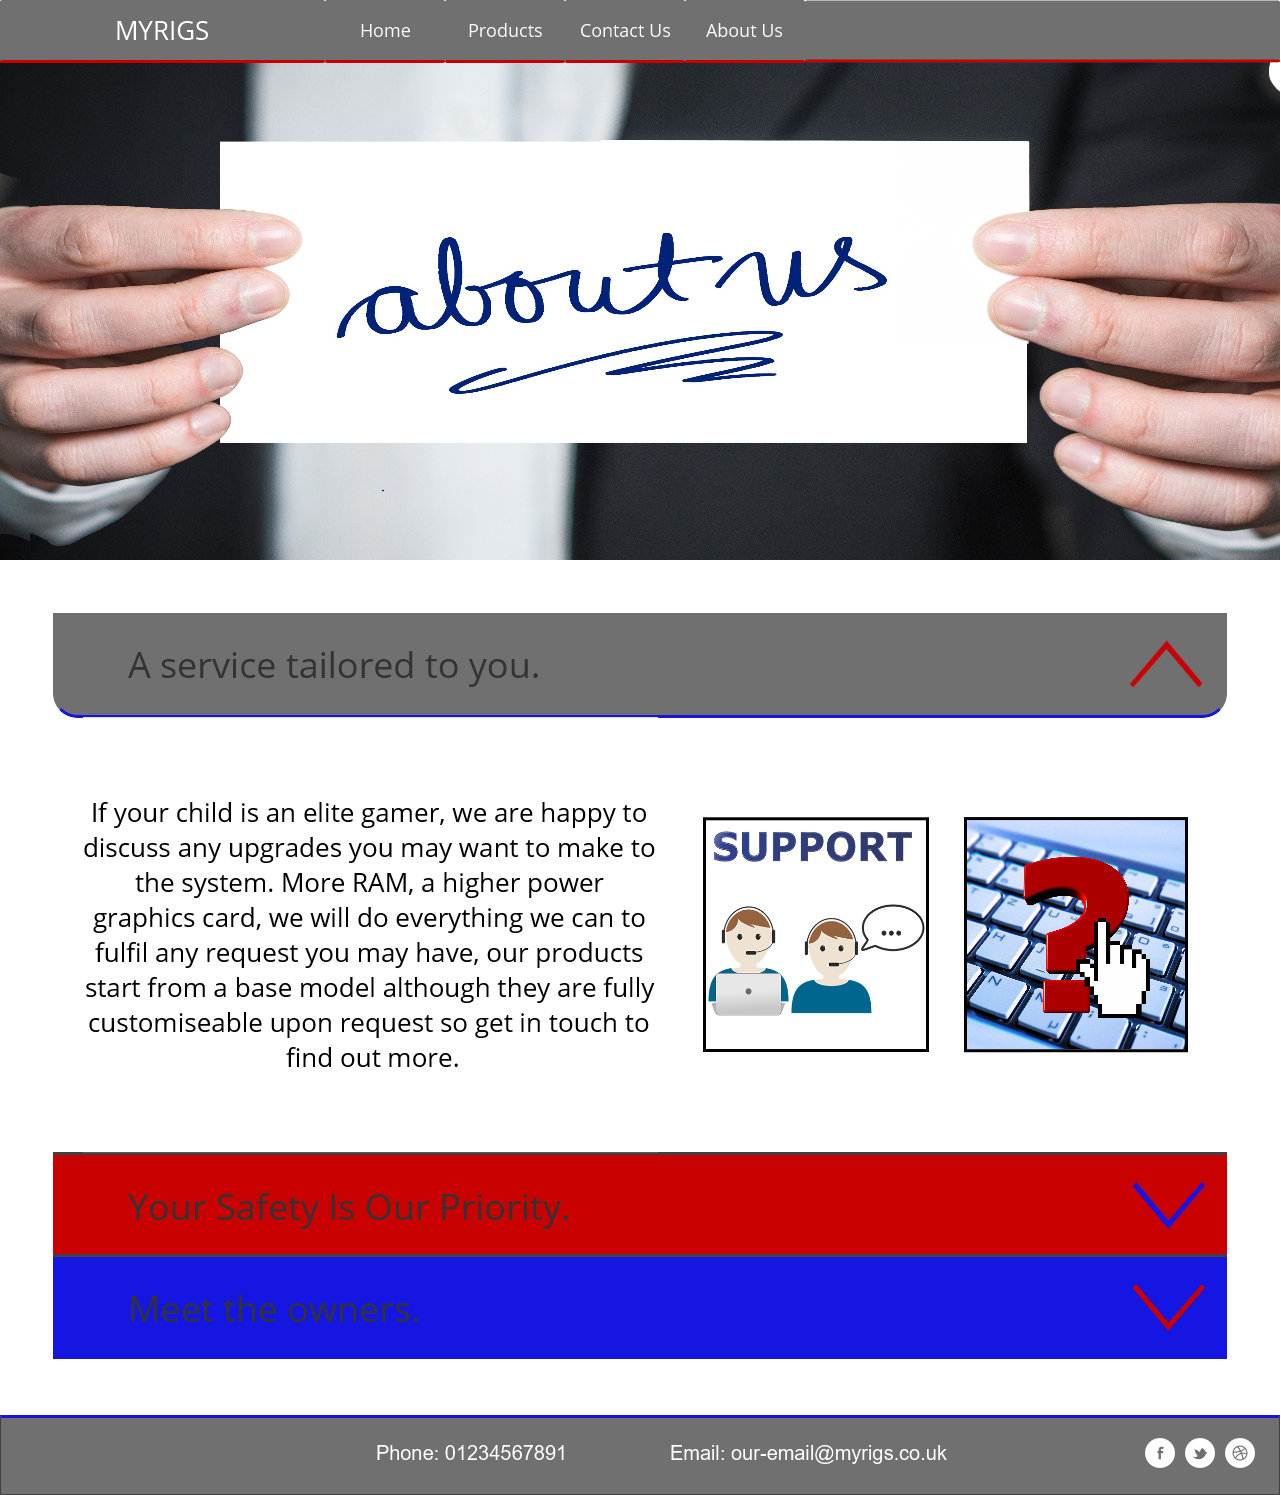 MYRIGS Home Products Contact Us About Us
about us
A service tailored to you.
If your child is an elite gamer, we are happy to
discuss any upgrades you may want to make to
the system. More RAM, a higher power
graphics card, we will do everything we can to
fulfil any request you may have, our products
start from a base model although they are fully
customiseable upon request so get in touch to
find out more.
SUPPORT
...
?
Your Safety Is Our Priority.
Meet the owners.
Phone: 01234567891 Email: our-email@myrigs.co.uk